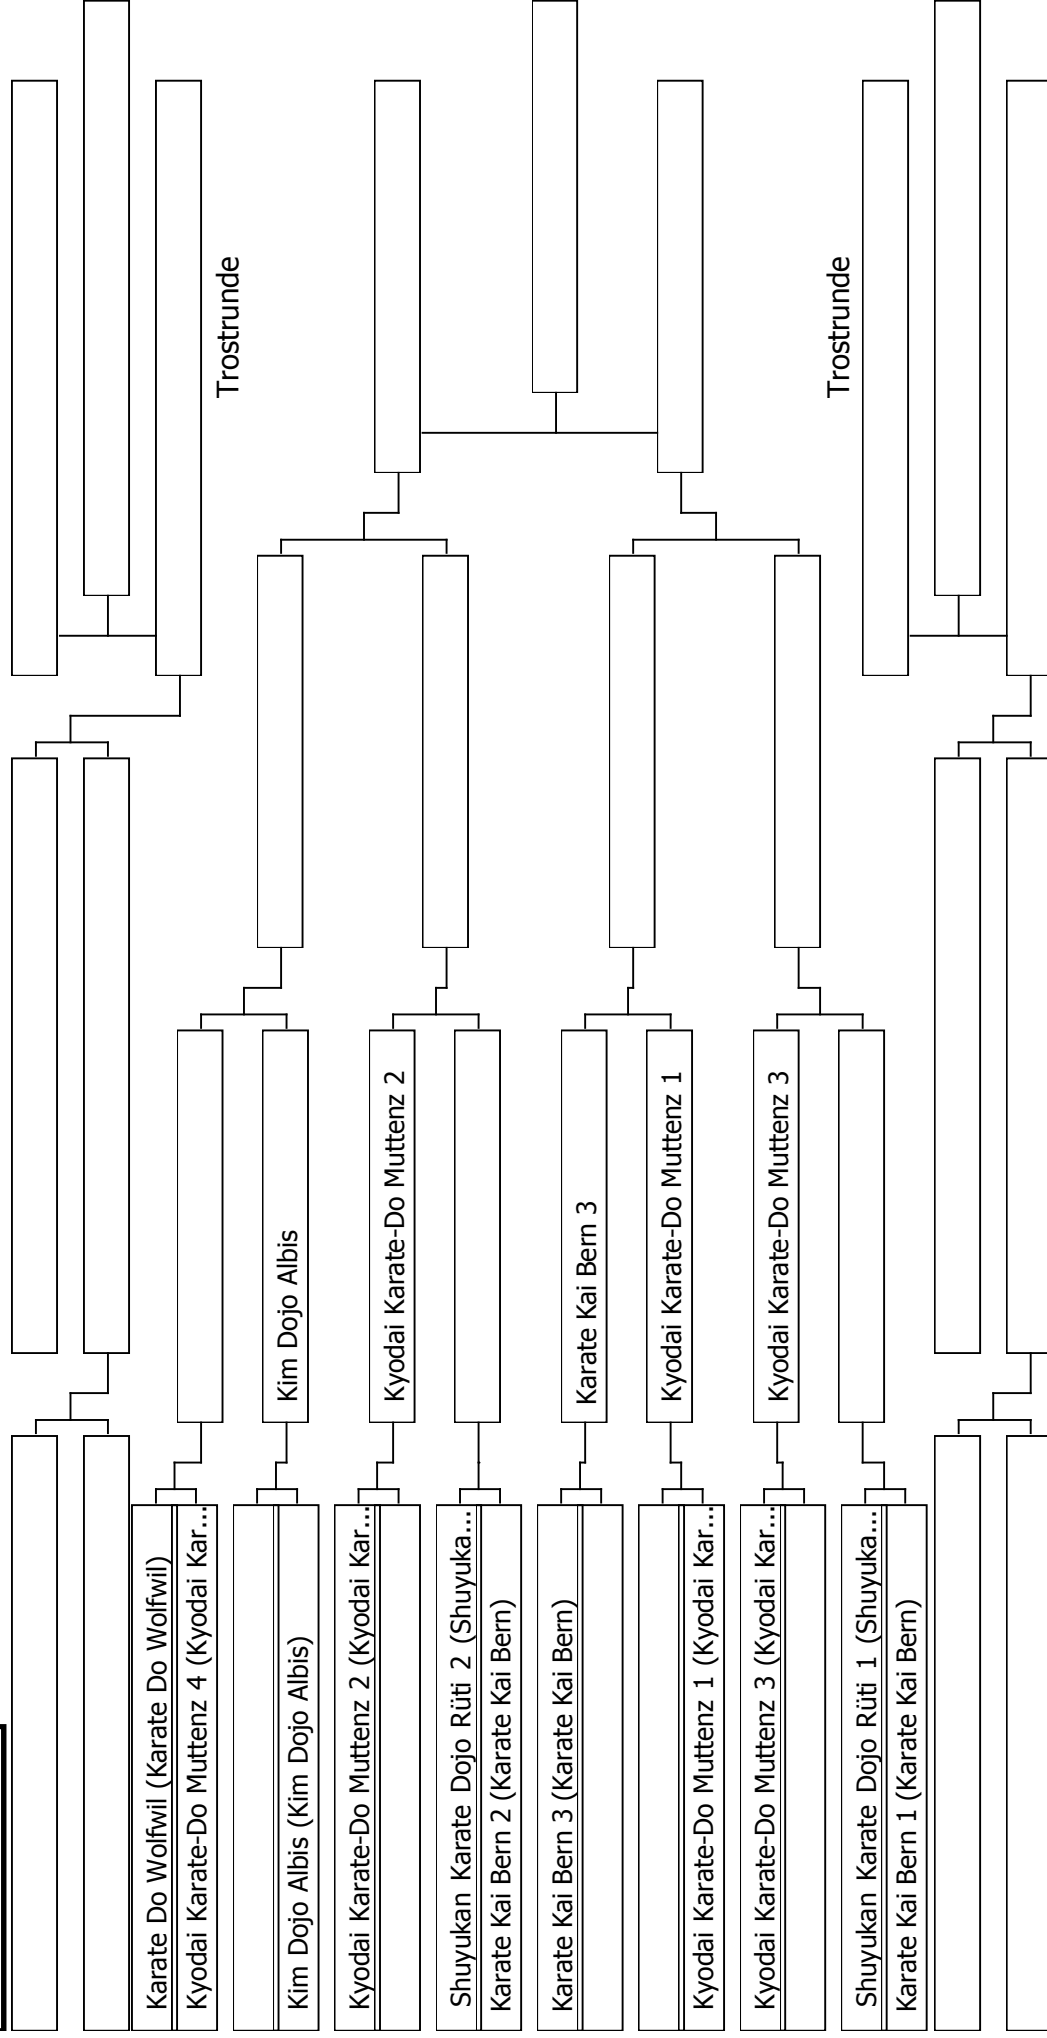 Karate Do Wolfwil (Karate Do Wolfwil)
Kyodai Karate-Do Muttenz 4 (Kyodai Kar...
Kim Dojo Albis (Kim Dojo Albis)
Kyodai Karate-Do Muttenz 2 (Kyodai Kar...
Shuyukan Karate Dojo Rüti 2 (Shuyuka...
Karate Kai Bern 2 (Karate Kai Bern)
Karate Kai Bern 3 (Karate Kai Bern)
Kyodai Karate-Do Muttenz 1 (Kyodai Kar...
Kyodai Karate-Do Muttenz 3 (Kyodai Kar...
Shuyukan Karate Dojo Rüti 1 (Shuyuka...
Karate Kai Bern 1 (Karate Kai Bern)
Kim Dojo Albis
Kyodai Karate-Do Muttenz 2
Karate Kai Bern 3
Kyodai Karate-Do Muttenz 1
Kyodai Karate-Do Muttenz 3
Trostrunde
Trostrunde